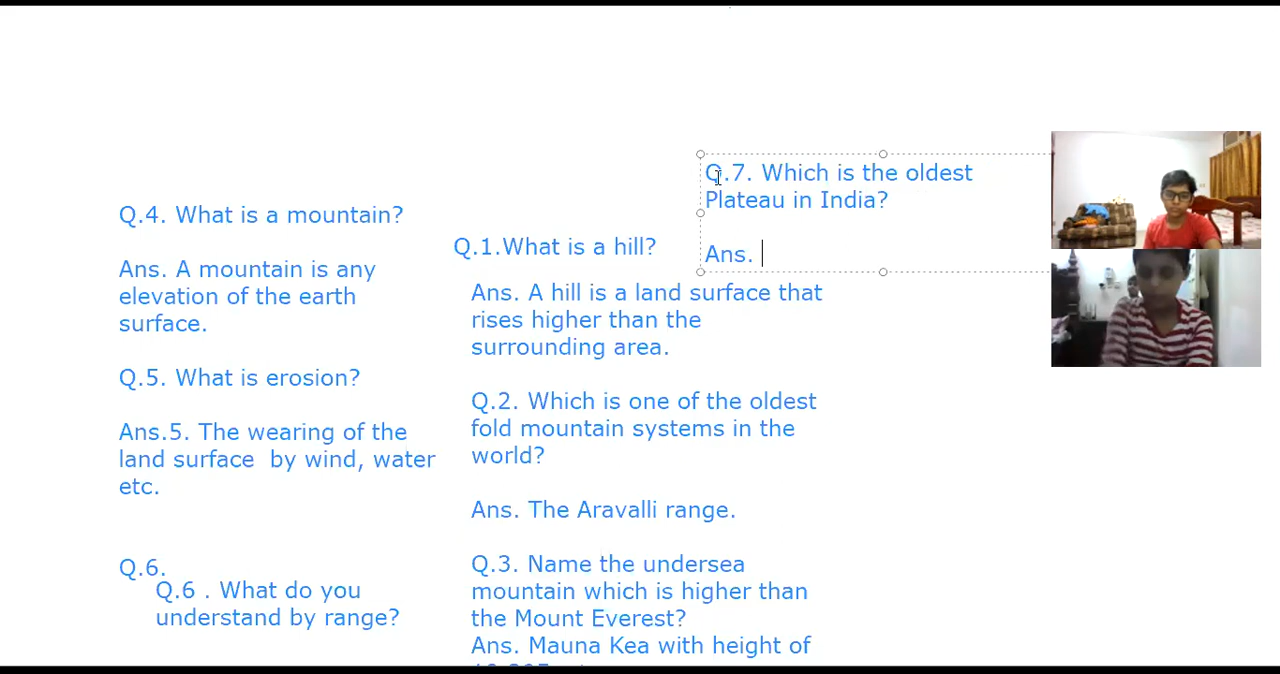 Q.4. What is a mountain?
Ans. A mountain is any
elevation of the earth
surface.
Q.5. What is erosion?
Ans.5. The wearing of the
land surface  by wind, water
etc.
Q.6.
Q.6 . What do you
understand by range?
Q.1.What is a hill?
Ans. A hill is a land surface that
rises higher than the
surrounding area.
Q.2. Which is one of the oldest
fold mountain systems in the
world?
Ans. The Aravalli range.
Q.3. Name the undersea
mountain which is higher than
the Mount Everest?
Ans. Mauna Kea with height of
Q.7. Which is the oldest
Plateau in India?
Ans.